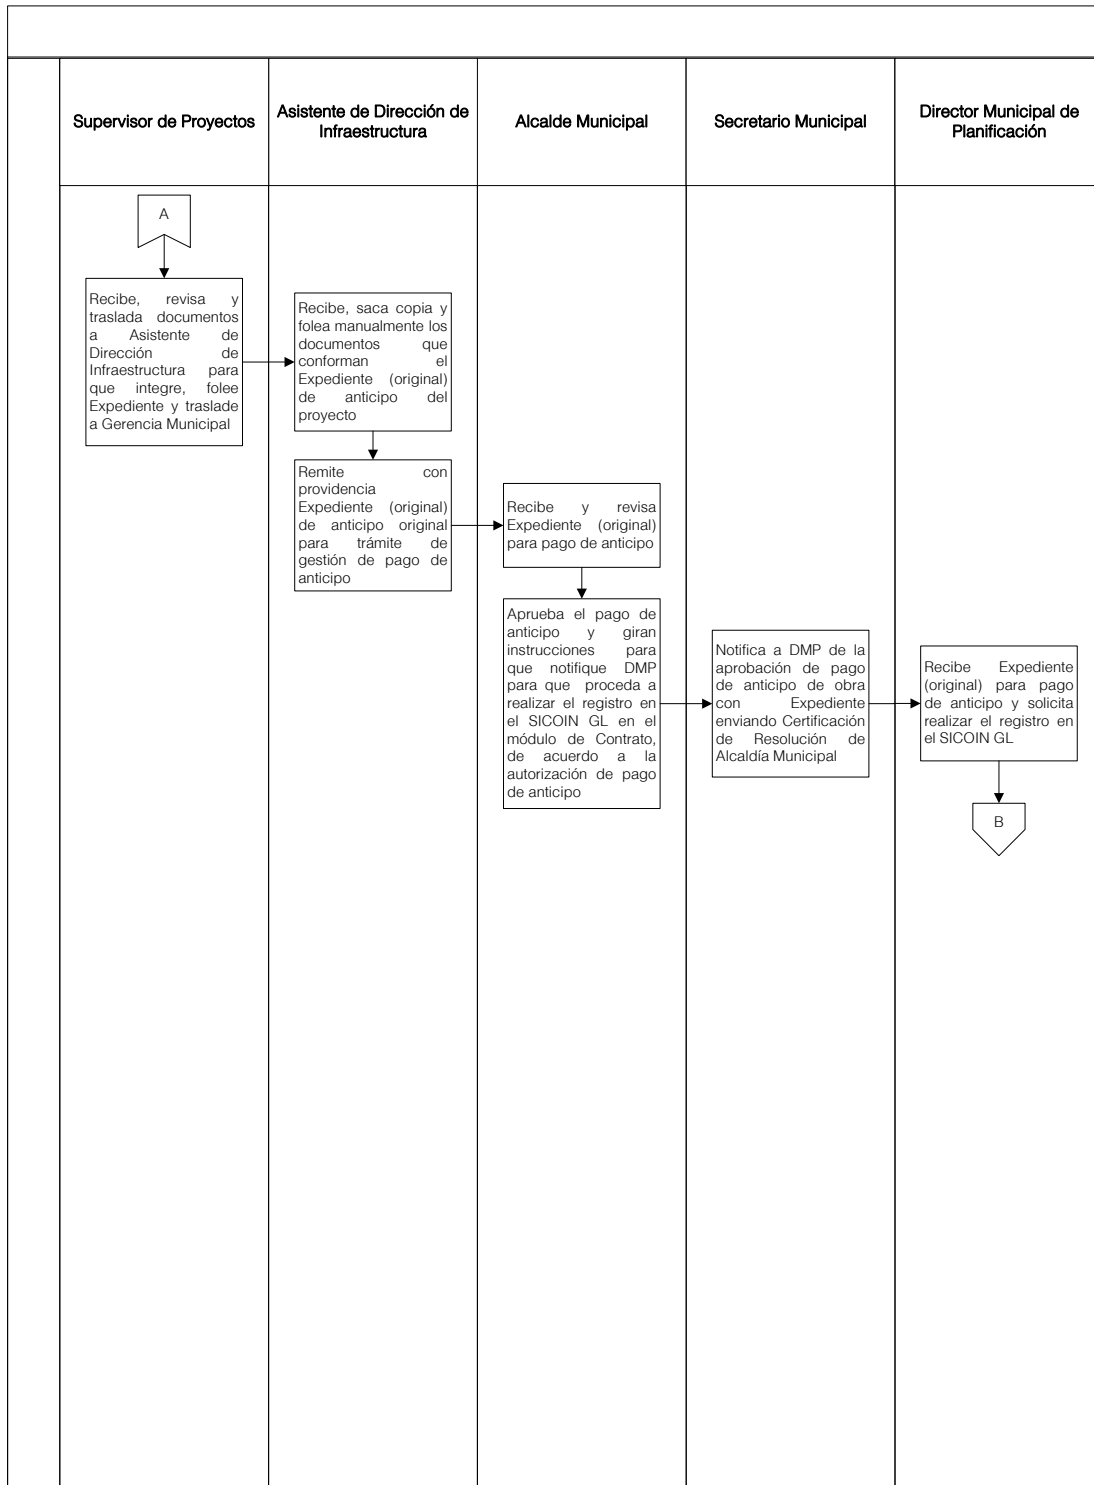 Supervisor de Proyectos
Asistente de Dirección de
Infraestructura
Alcalde Municipal
Secretario Municipal
Director Municipal de
Planificación
A
Recibe, revisa y
traslada documentos
a Asistente de
Dirección de
Infraestructura para
que integre, folee
Expediente y traslade
a Gerencia Municipal
Recibe, saca copia y
folea manualmente los
documentos que
conforman el
Expediente (original)
de anticipo del
proyecto
Remite con
providencia
Expediente (original)
de anticipo original
para trámite de
gestión de pago de
anticipo
Recibe y revisa
Expediente (original)
para pago de anticipo
Aprueba el pago de
anticipo y giran
instrucciones para
que notifique DMP
para que proceda a
realizar el registro en
el SICOIN GL en el
módulo de Contrato,
de acuerdo a la
autorización de pago
de anticipo
Notifica a DMP de la
aprobación de pago
de anticipo de obra
con Expediente
enviando Certificación
de Resolución de
Alcaldía Municipal
Recibe Expediente
(original) para pago
de anticipo y solicita
realizar el registro en
el SICOIN GL
B